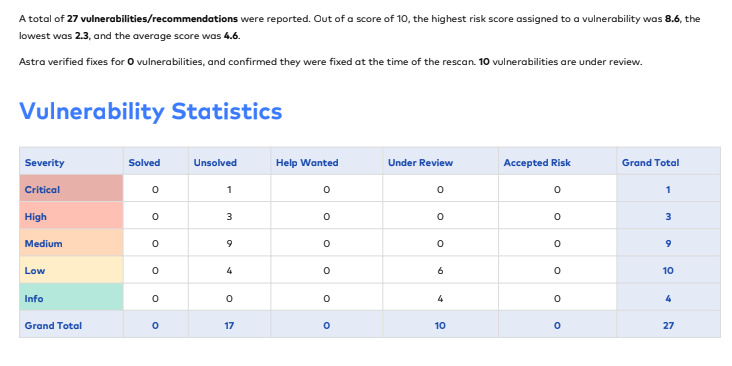 A total of 27 vulnerabilities/recommendations were reported. Out of a score of 10, the highest risk score assigned to a vulnerability was 8.6, the
lowest was 2.3, and the average score was 4.6.
Astra verified fixes for 0 vulnerabilities, and confirmed they were fixed at the time of the rescan. 10 vulnerabilities are under review.
Vulnerability Statistics
Severity Solved Unsolved Help Wanted Under Review Accepted Risk Grand Total
Critical 0 1 0 0 0 1
High 0 3 0 0 0 3
Medium 0 9 0 0 0 9
Low 0 4 0 6 0 10
Info 0 0 0 4 0 4
Grand Total 0 17 0 10 0 27